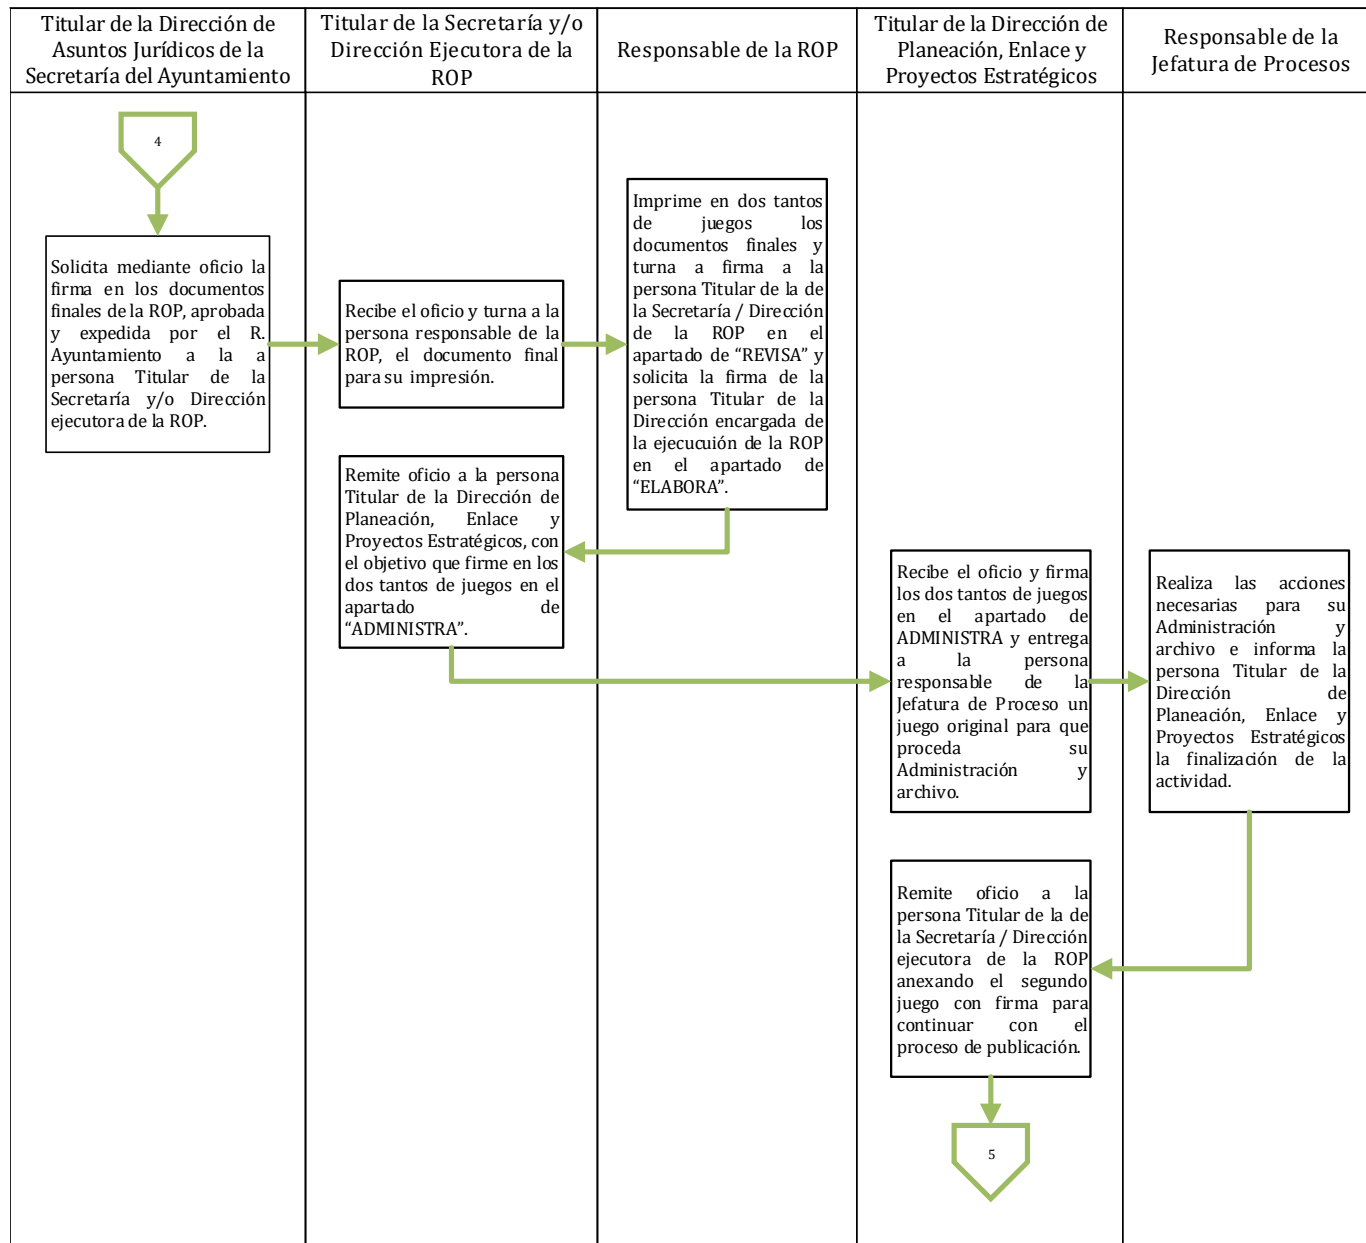 Titular de la Dirección de
Asuntos Jurídicos de la
Secretaría del Ayuntamiento
Titular de la Secretaría y/o
Dirección Ejecutora de la
ROP
Responsable de la ROP
Titular de la Dirección de
Planeación, Enlace y
Proyectos Estratégicos
Responsable de la
Jefatura de Procesos
4
Solicita mediante oficio la
firma en los documentos
finales de la ROP, aprobada
y expedida por el R.
Ayuntamiento a la a
persona Titular de la
Secretaría y/o Dirección
ejecutora de la ROP.
Recibe el oficio y turna a la
persona responsable de la
ROP, el documento final
para su impresión.
Imprime en dos tantos
de juegos los
documentos finales y
turna a firma a la
persona Titular de la de
la Secretaría / Dirección
de la ROP en el
apartado de “REVISA” y
solicita la firma de la
persona Titular de la
Dirección encargada de
la ejecucuión de la ROP
en el apartado de
“ELABORA”.
Remite oficio a la persona
Titular de la Dirección de
Planeación, Enlace y
Proyectos Estratégicos, con
el objetivo que firme en los
dos tantos de juegos en el
apartado de
“ADMINISTRA”.
Recibe el oficio y firma
los dos tantos de juegos
en el apartado de
ADMINISTRA y entrega
a la persona
responsable de la
Jefatura de Proceso un
juego original para que
proceda su
Administración y
archivo.
Realiza las acciones
necesarias para su
Administración y
archivo e informa la
persona Titular de la
Dirección de
Planeación, Enlace y
Proyectos Estratégicos
la finalización de la
actividad.
Remite oficio a la
persona Titular de la de
la Secretaría / Dirección
ejecutora de la ROP
anexando el segundo
juego con firma para
continuar con el
proceso de publicación.
5